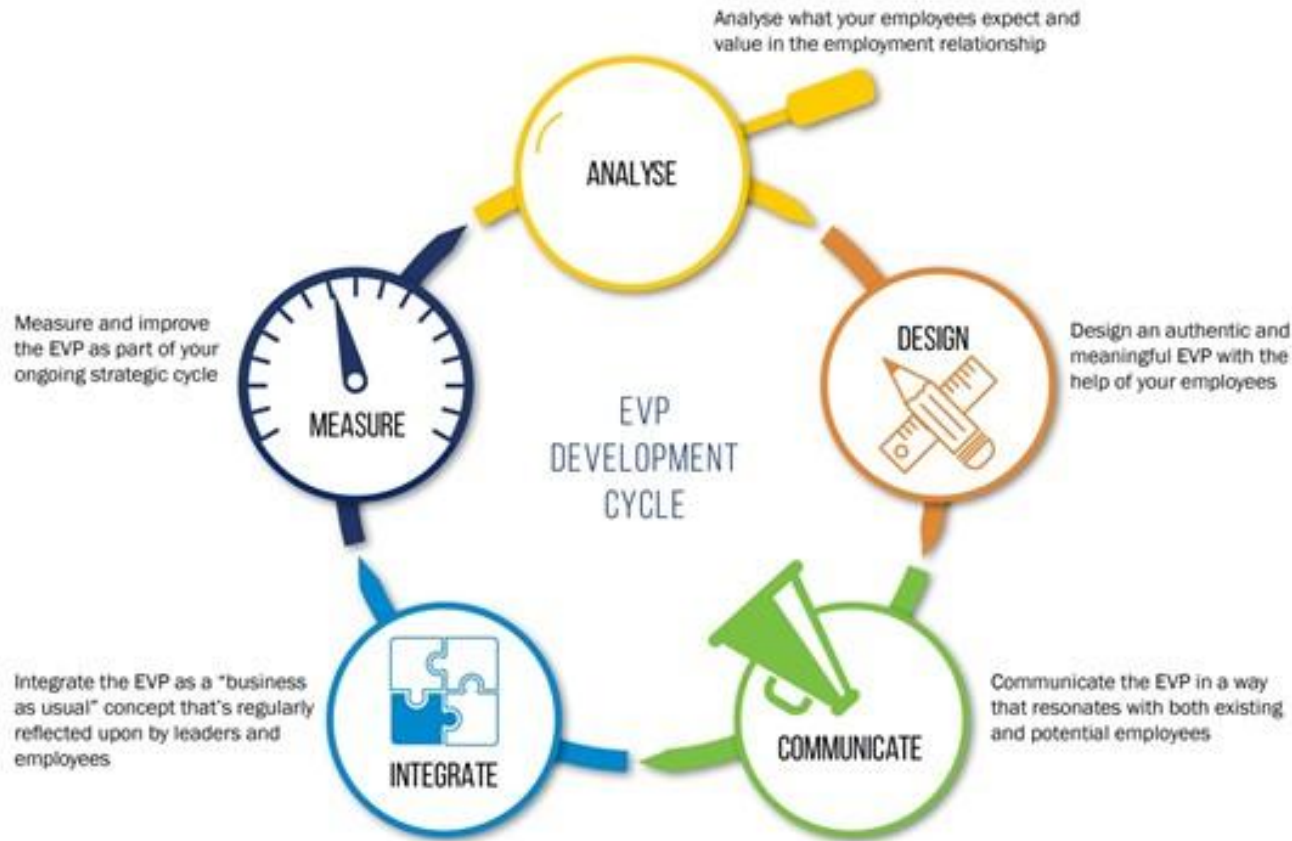 Analyse what your employees expect and
value in the employment relationship
ANALYSE
DESIGN
Design an authentic and
meaningful EVP with the
help of your employees
COMMUNICATE
Communicate the EVP in a way
that resonates with both existing
and potential employees
INTEGRATE
Integrate the EVP as a "business
as usual" concept that's regularly
reflected upon by leaders and
employees
MEASURE
Measure and improve
the EVP as part of your
ongoing strategic cycle
EVP
DEVELOPMENT
CYCLE